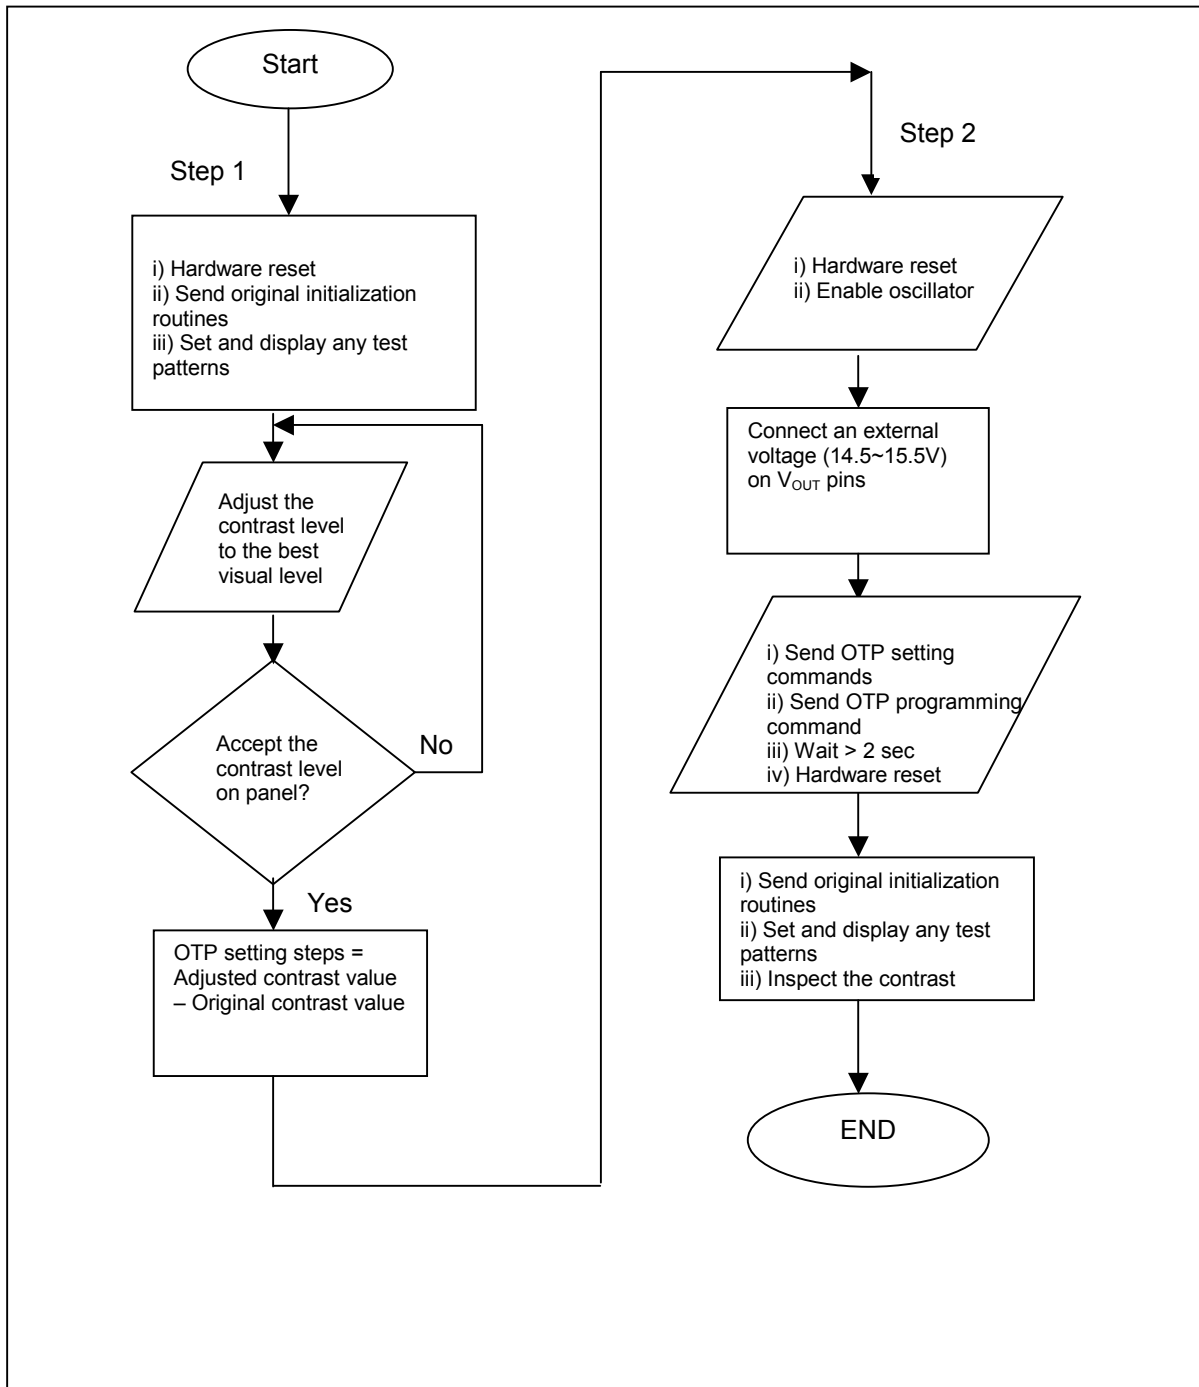 Start
Step 1
i) Hardware reset
ii) Send original initialization
routines
iii) Set and display any test
patterns
Adjust the
contrast level
to the best
visual level
Accept the
contrast level
on panel?
No
Yes
OTP setting steps =
Adjusted contrast value
– Original contrast value
Step 2
i) Hardware reset
ii) Enable oscillator
Connect an external
voltage (14.5~15.5V)
on VOUT pins
i) Send OTP setting
commands
ii) Send OTP programming
command
iii) Wait > 2 sec
iv) Hardware reset
i) Send original initialization
routines
ii) Set and display any test
patterns
iii) Inspect the contrast
END